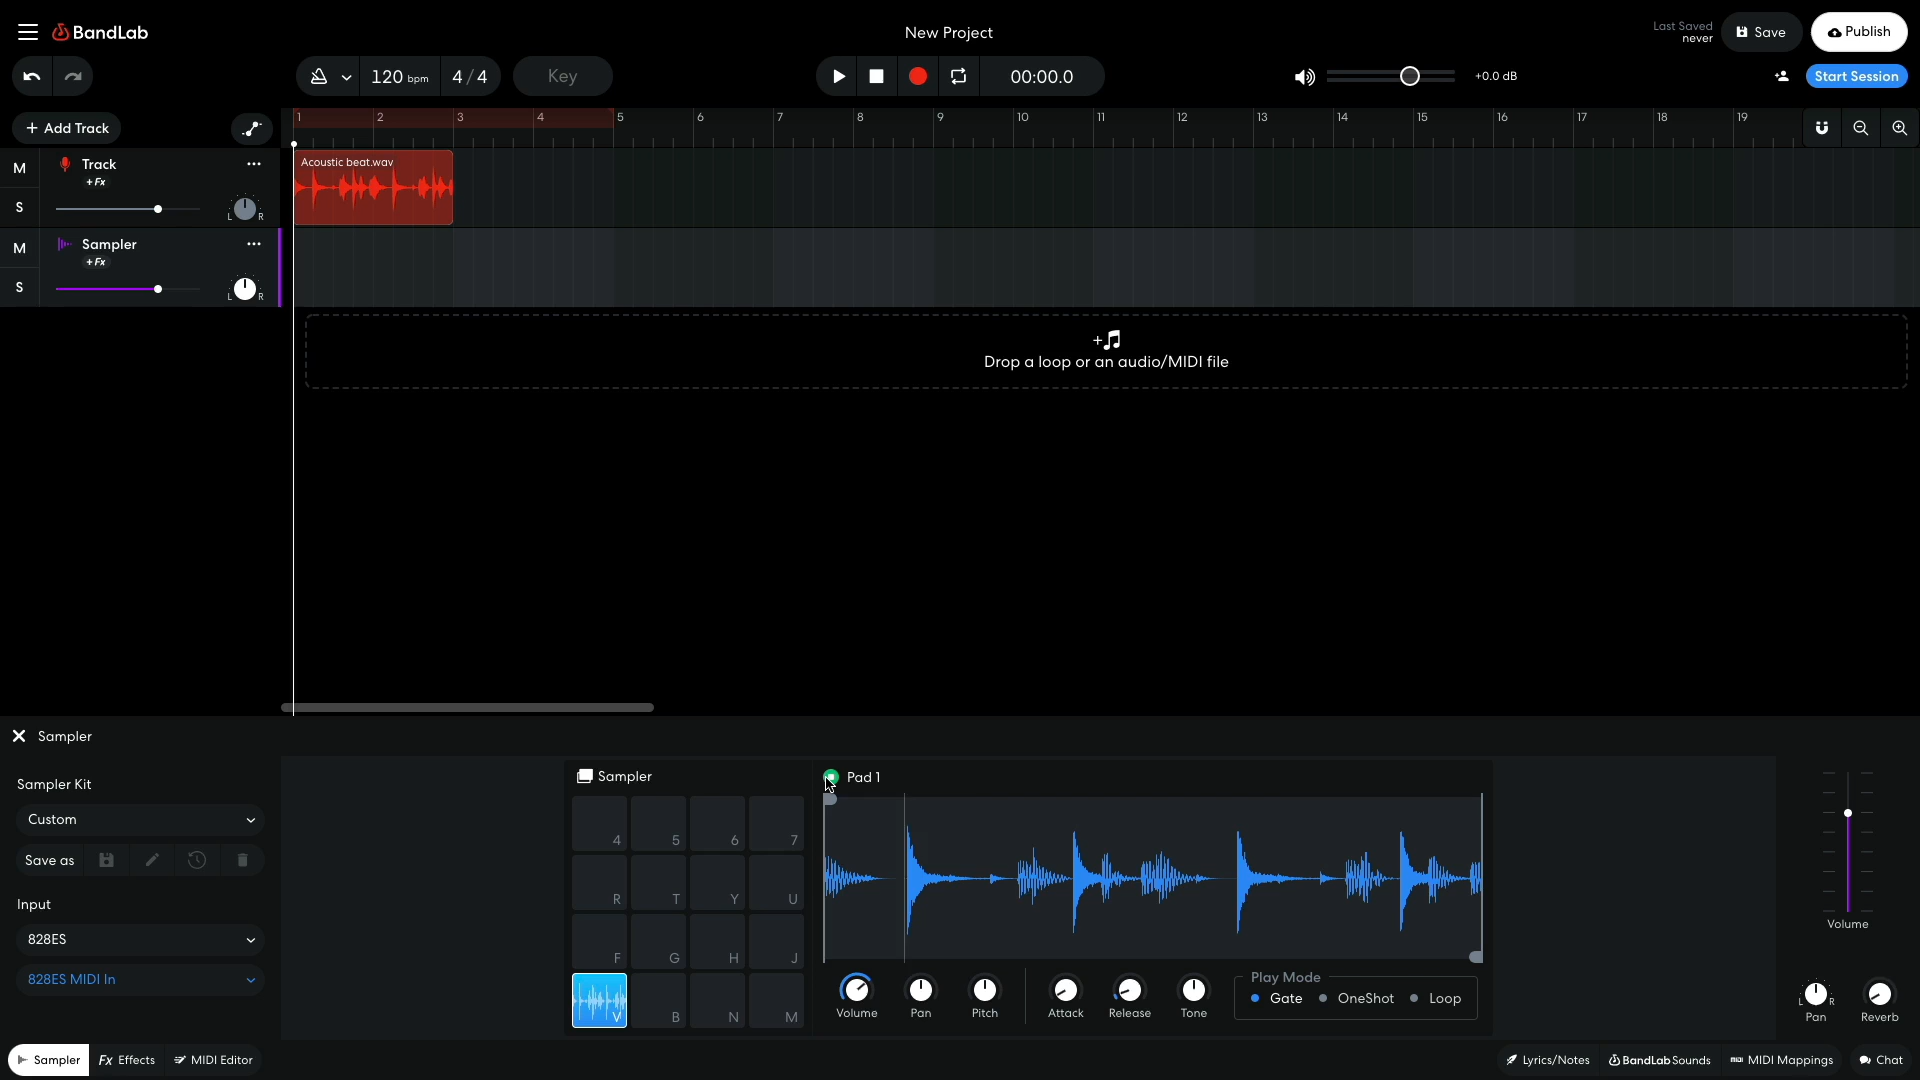 BandLab
New Project
Last Saved
never
Save
Publish
120 bpm
4/4
Key
00:00.0
+0.0 dB
Start Session
+ Add Track
1 2 3 4 5 6 7 8 9 10 11 12 13 14 15 16 17 18 19
M
Track
+Fx
S
L R
Acoustic beat.wav
M
Sampler
+Fx
S
L R
Drop a loop or an audio/MIDI file
Sampler
Sampler Kit
Custom
Save as
Input
828ES
828ES MIDI In
Sampler
4 5 6 7
R T Y U
F G H J
V B N M
Pad 1
Volume
Pan
Pitch
Attack
Release
Tone
Play Mode
Gate
OneShot
Loop
Volume
L R
Pan
Reverb
Sampler
Fx Effects
MIDI Editor
Lyrics/Notes
BandLab Sounds
MIDI Mappings
Chat